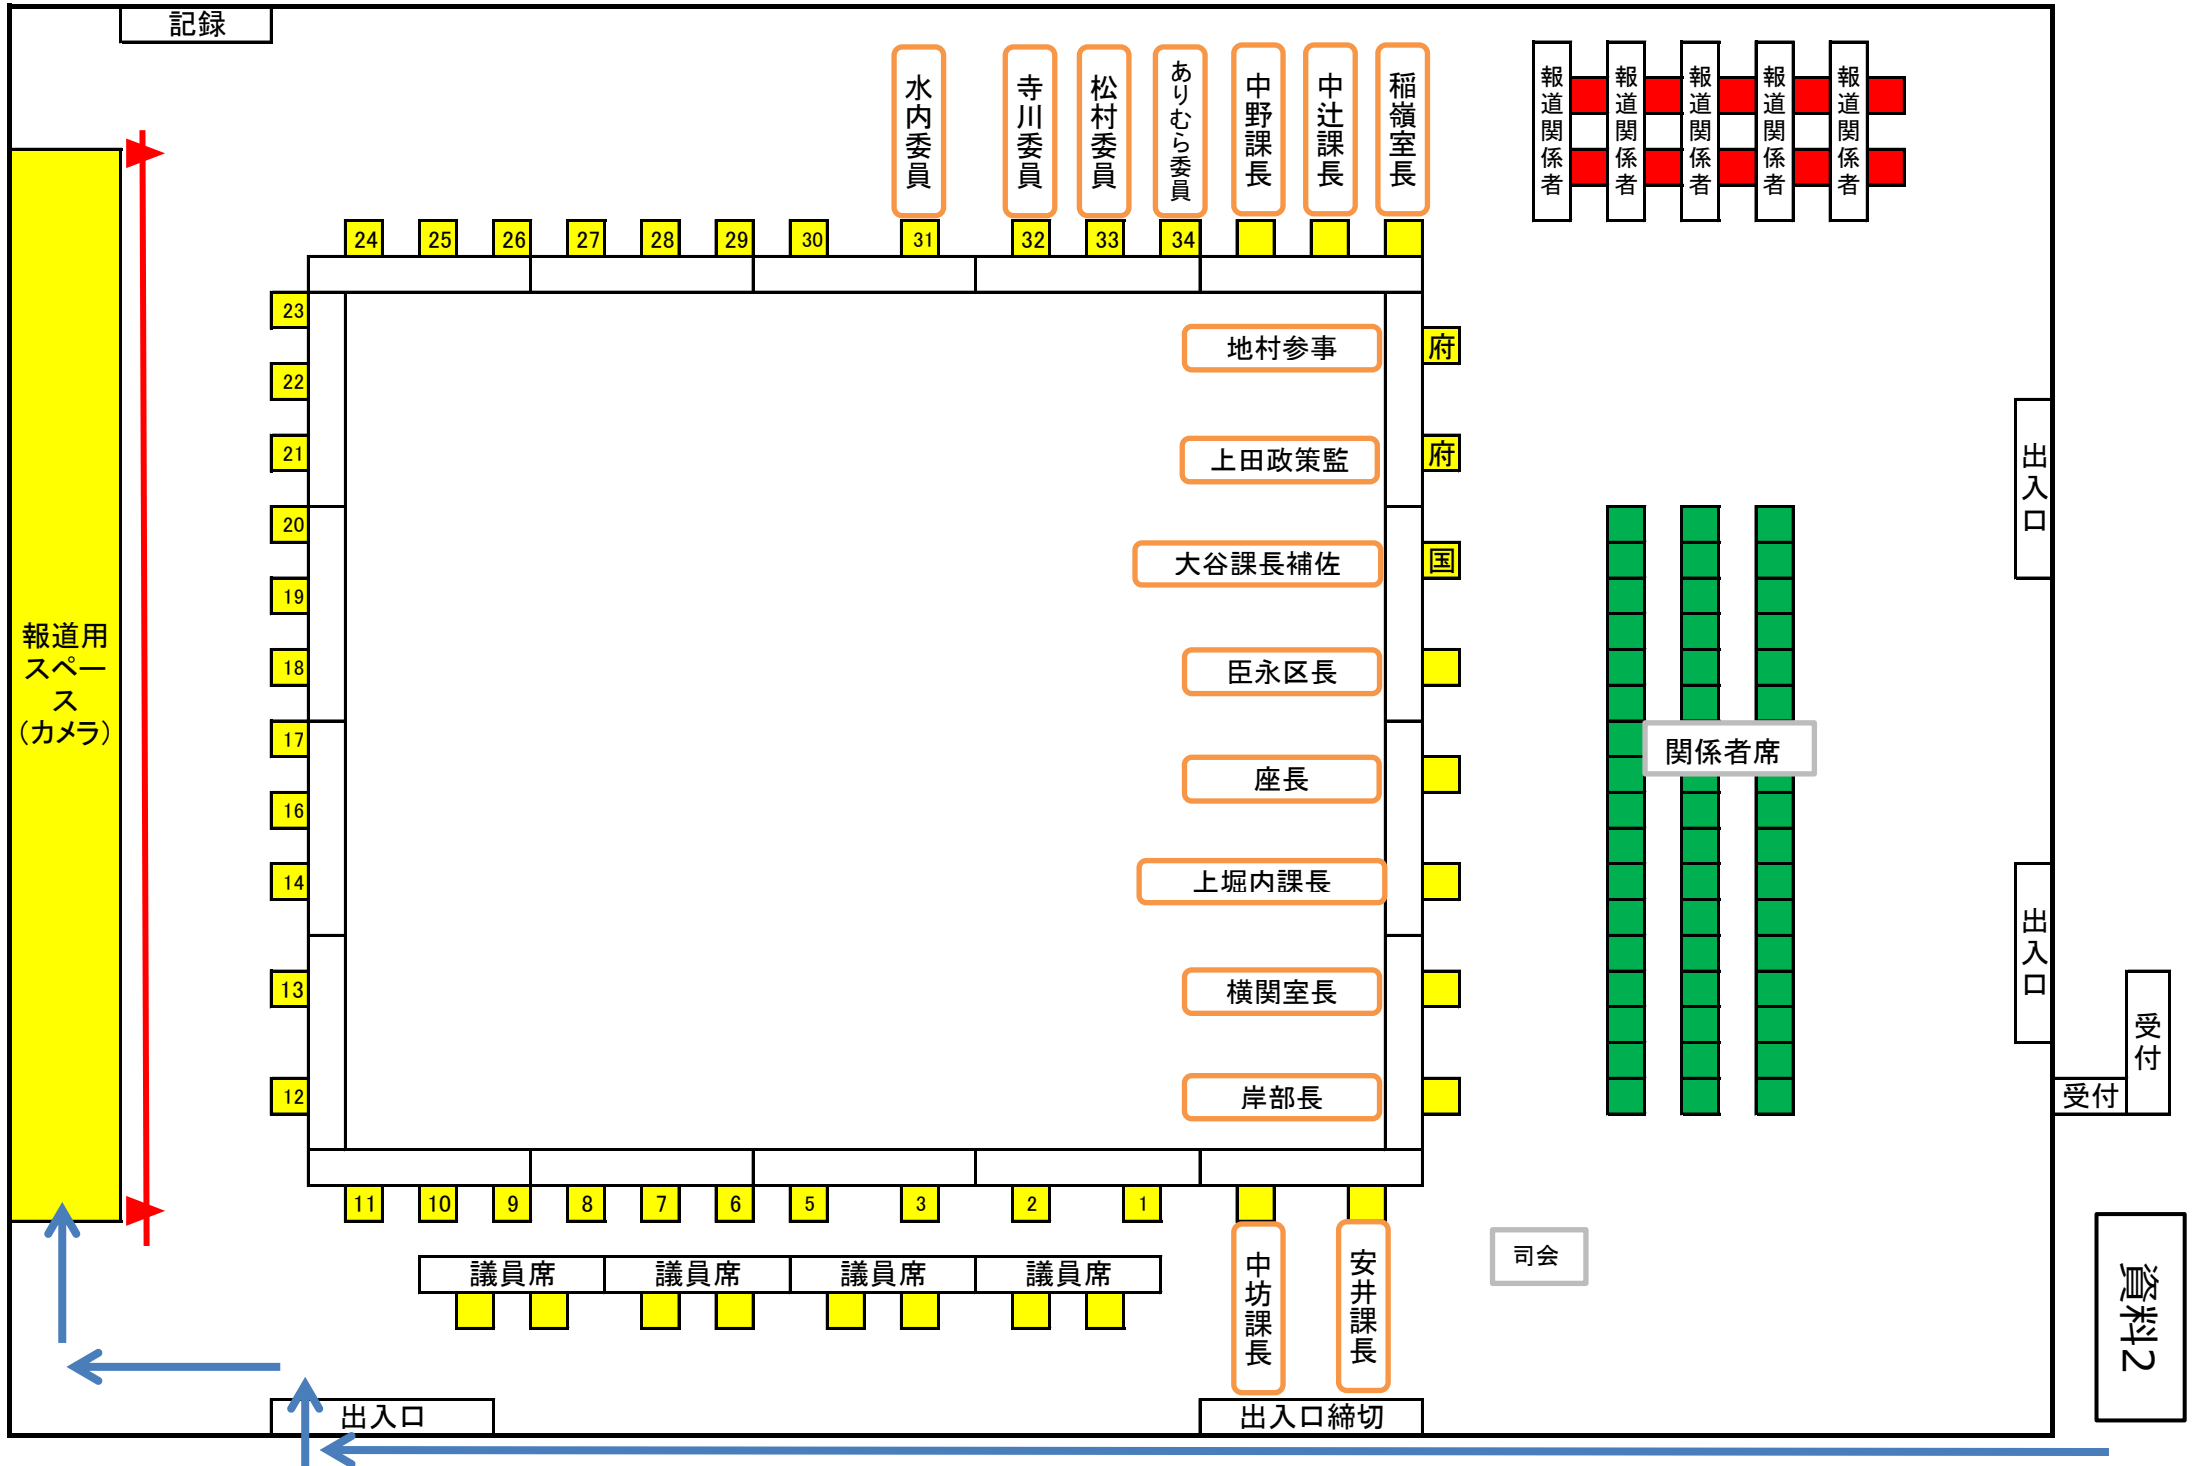 記録
水内委員
寺川委員
松村委員
ありむら委員
中野課長
中辻課長
稲嶺室長
報道関係者
報道関係者
報道関係者
報道関係者
報道関係者
24
25
26
27
28
29
30
31
32
33
34
23
22
21
20
19
18
17
16
14
13
12
地村参事
府
上田政策監
府
大谷課長補佐
国
臣永区長
座長
上堀内課長
横関室長
岸部長
報道用
スペー
ス
（カメラ）
関係者席
出入口
出入口
受付
受付
11
10
9
8
7
6
5
3
2
1
議員席
議員席
議員席
議員席
中坊課長
安井課長
司会
資料2
出入口
出入口締切